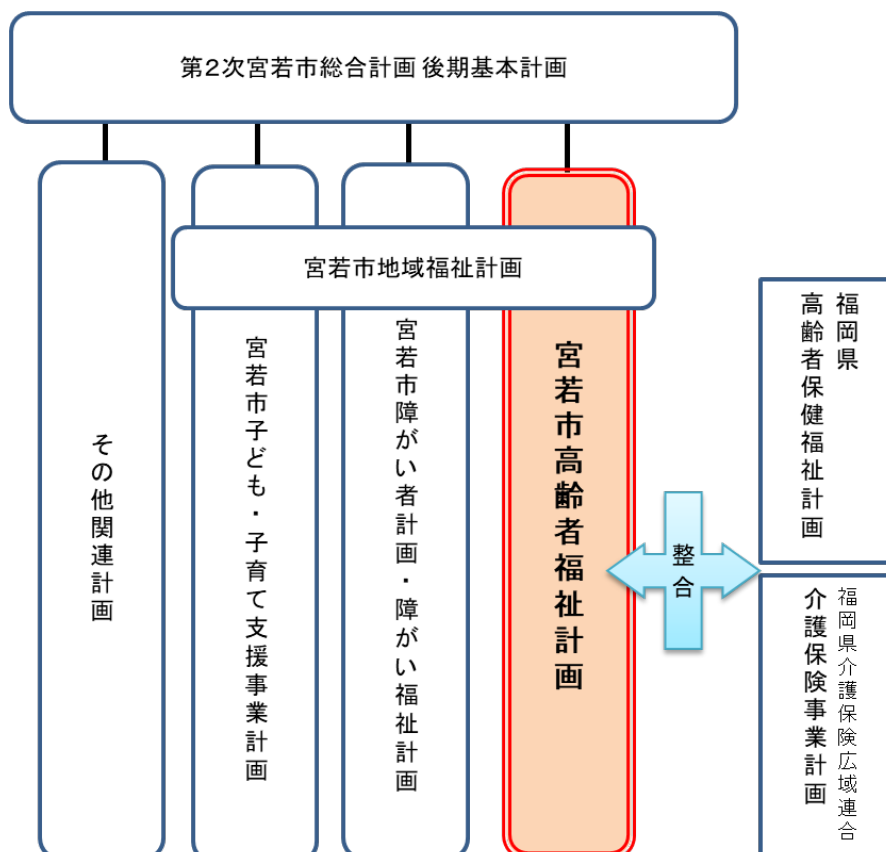 第2次宮若市総合計画 後期基本計画
宮若市地域福祉計画
その他関連計画
宮若市子ども・子育て支援事業計画
宮若市障がい者計画・障がい福祉計画
宮若市高齢者福祉計画
整合
福岡県
高齢者保健福祉計画
福岡県介護保険広域連合
介護保険事業計画